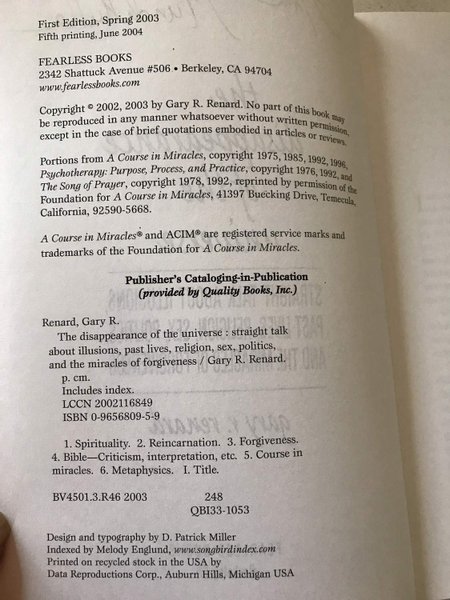 First Edition, Spring 2003
Fifth printing, June 2004
FEARLESS BOOKS
2342 Shattuck Avenue #506 • Berkeley, CA 94704
www.fearlessbooks.com
Copyright © 2002, 2003 by Gary R. Renard. No part of this book may
be reproduced in any manner whatsoever without written permission,
except in the case of brief quotations embodied in articles or reviews.
Portions from A Course in Miracles, copyright 1975, 1985, 1992, 1996,
Psychotherapy: Purpose, Process, and Practice, copyright 1976, 1992, and
The Song of Prayer, copyright 1978, 1992, reprinted by permission of the
Foundation for A Course in Miracles, 41397 Buecking Drive, Temecula,
California, 92590-5668.
A Course in Miracles® and ACIM® are registered service marks and
trademarks of the Foundation for A Course in Miracles.
Publisher's Cataloging-in-Publication
(provided by Quality Books, Inc.)
Renard, Gary R.
The disappearance of the universe : straight talk
about illusions, past lives, religion, sex, politics,
and the miracles of forgiveness / Gary R. Renard.
p. cm.
Includes index.
LCCN 2002116849
ISBN 0-9656809-5-9
1. Spirituality. 2. Reincarnation. 3. Forgiveness.
4. Bible—Criticism, interpretation, etc. 5. Course in
miracles. 6. Metaphysics. I. Title.
BV4501.3.R46 2003 248
QBI33-1053
Design and typography by D. Patrick Miller
Indexed by Melody Englund, www.songbirdindex.com
Printed on recycled stock in the USA by
Data Reproductions Corp., Auburn Hills, Michigan USA